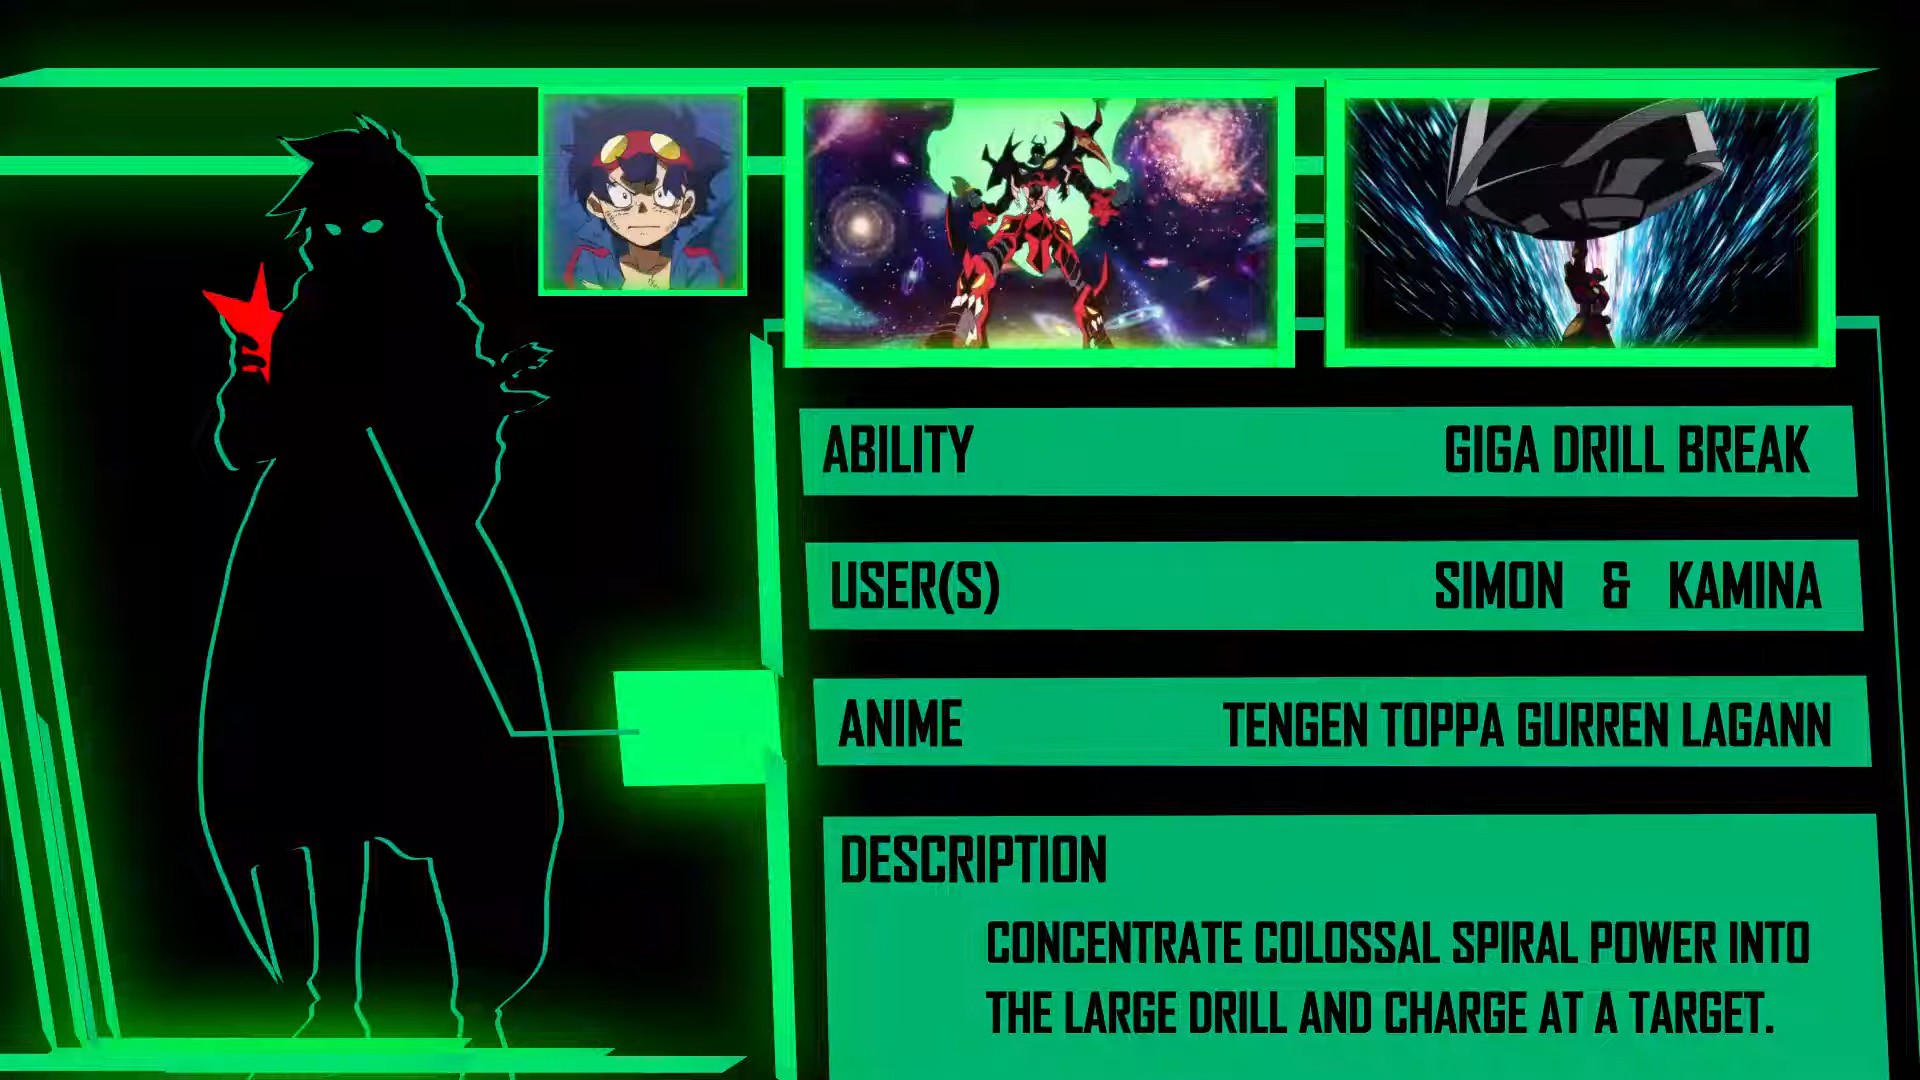 ABILITY GIGA DRILL BREAK
USER(S) SIMON & KAMINA
ANIME TENGEN TOPPA GURREN LAGANN
DESCRIPTION
CONCENTRATE COLOSSAL SPIRAL POWER INTO
THE LARGE DRILL AND CHARGE AT A TARGET.